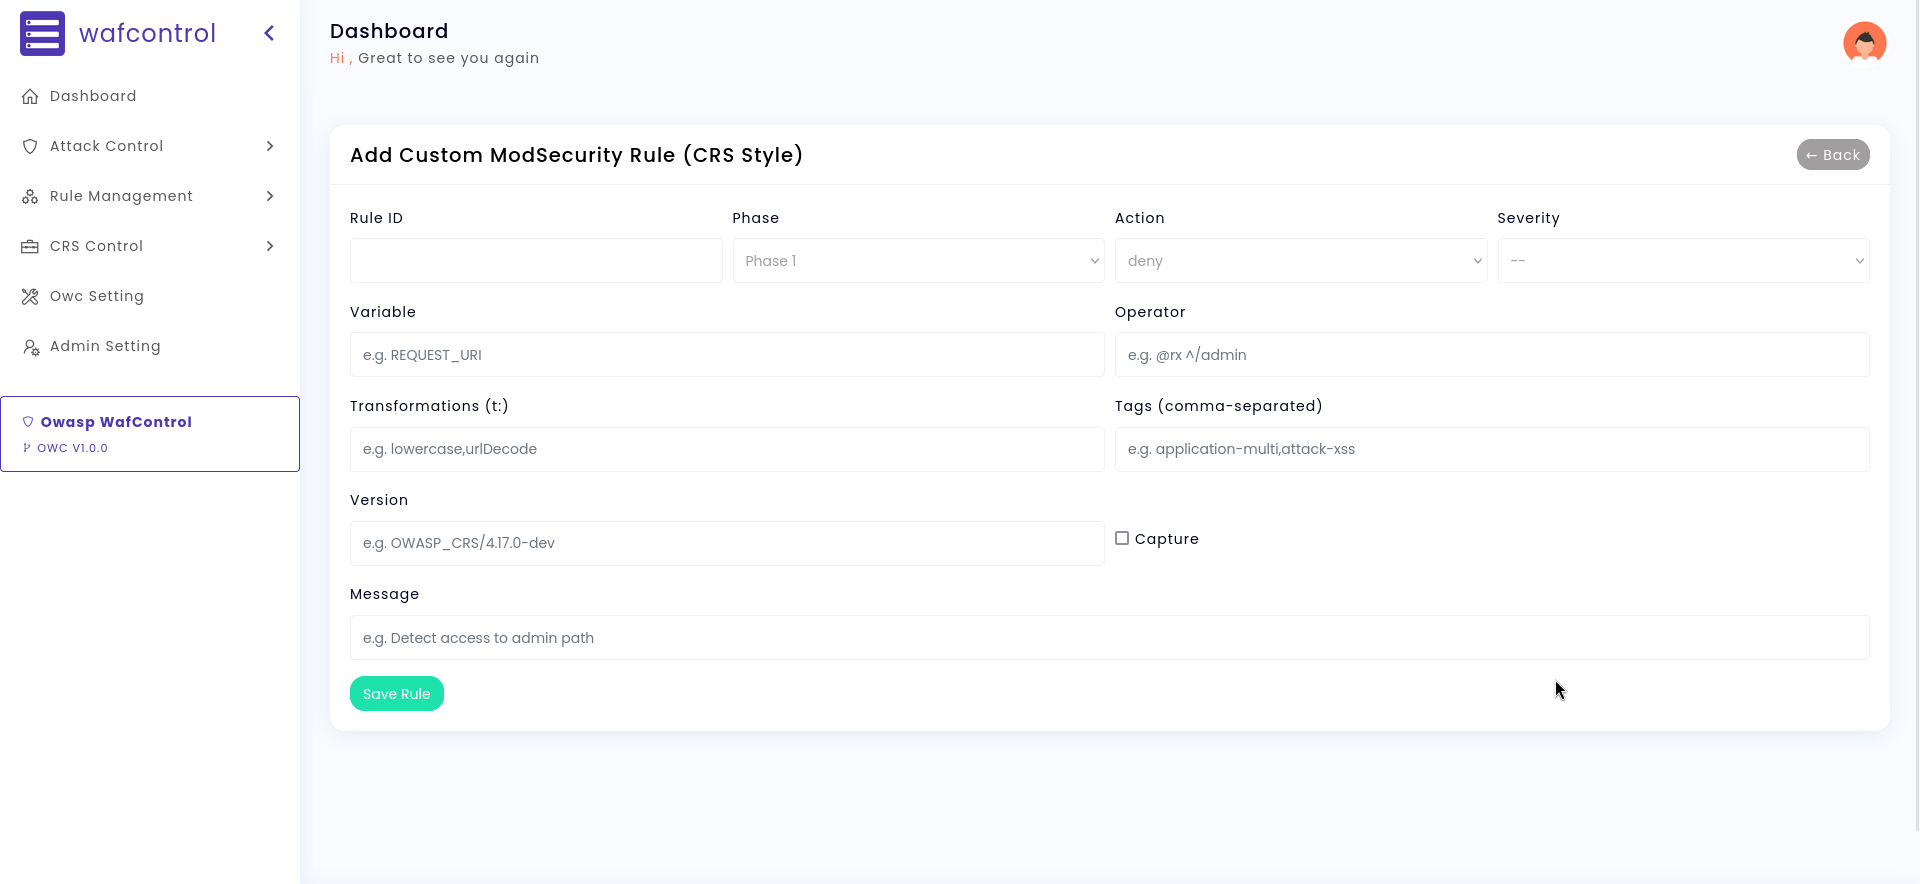 wafcontrol
Dashboard
Attack Control
Rule Management
CRS Control
Owc Setting
Admin Setting
Owasp WafControl
OWC V1.0.0
Dashboard
Hi , Great to see you again
Add Custom ModSecurity Rule (CRS Style)
← Back
Rule ID
Phase
Action
Severity
Phase 1
deny
--
Variable
Operator
e.g. REQUEST_URI
e.g. @rx ^/admin
Transformations (t:)
Tags (comma-separated)
e.g. lowercase,urlDecode
e.g. application-multi,attack-xss
Version
e.g. OWASP_CRS/4.17.0-dev
Capture
Message
e.g. Detect access to admin path
Save Rule